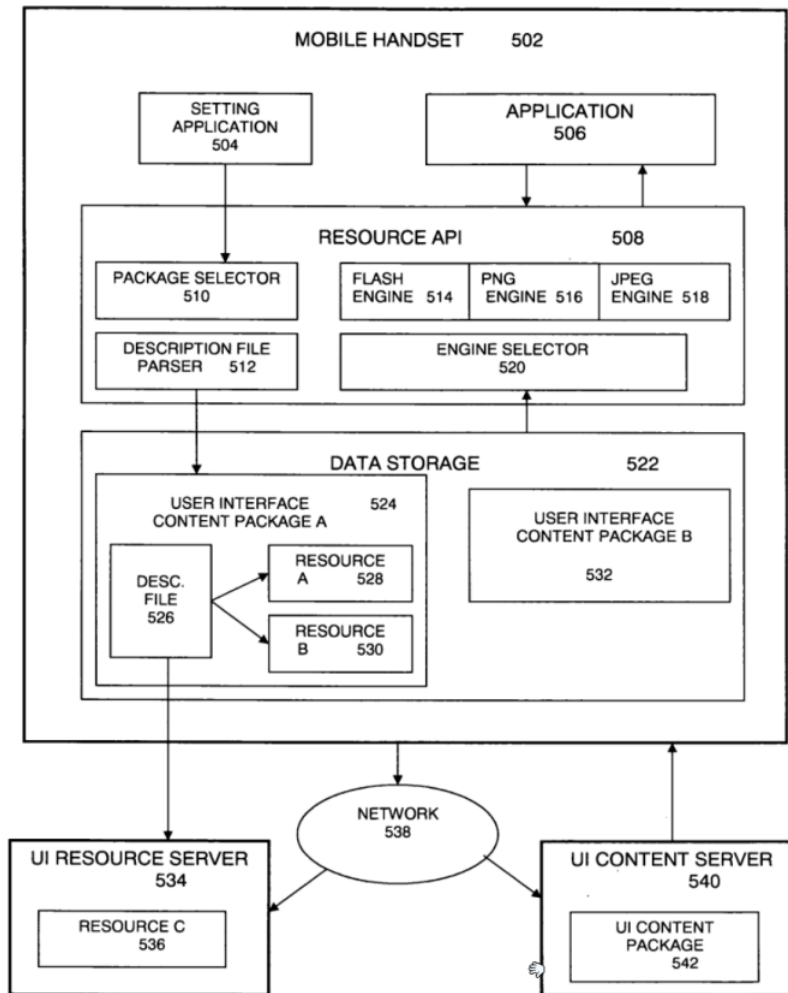 MOBILE HANDSET 502
SETTING
APPLICATION
504
APPLICATION
506
RESOURCE API 508
PACKAGE SELECTOR
510
FLASH
ENGINE 514
PNG
ENGINE 516
JPEG
ENGINE 518
DESCRIPTION FILE
PARSER 512
ENGINE SELECTOR
520
DATA STORAGE 522
USER INTERFACE 524
CONTENT PACKAGE A
DESC.
FILE
526
RESOURCE
A 528
RESOURCE
B 530
USER INTERFACE
CONTENT PACKAGE B
532
NETWORK
538
UI RESOURCE SERVER
534
RESOURCE C
536
UI CONTENT SERVER
540
UI CONTENT
PACKAGE
542